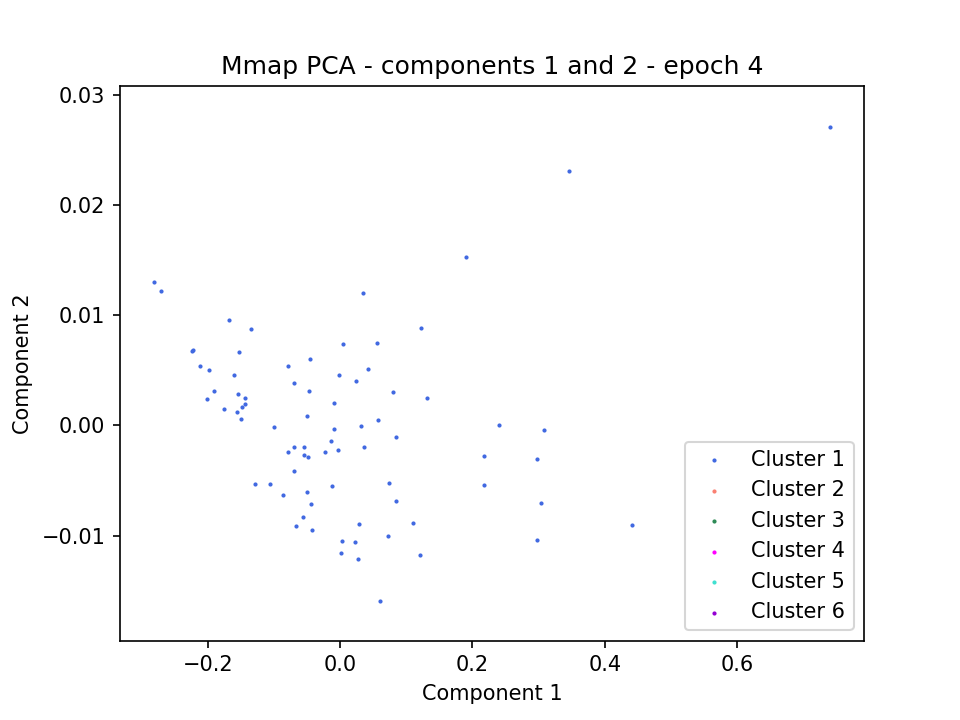 Mmap PCA - components 1 and 2 - epoch 4
0.03
0.02
0.01
0.00
−0.01
Component 2
−0.2
0.0
0.2
0.4
0.6
Component 1
Cluster 1
Cluster 2
Cluster 3
Cluster 4
Cluster 5
Cluster 6